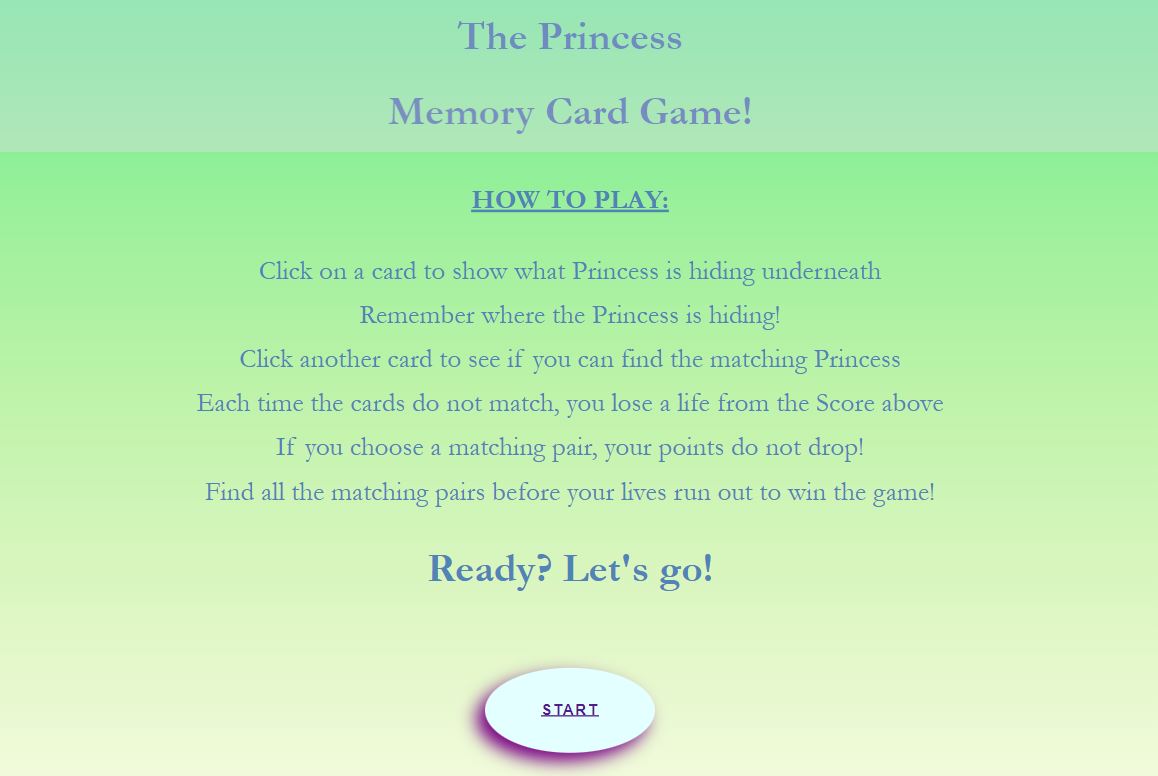 The Princess
Memory Card Game!
HOW TO PLAY:
Click on a card to show what Princess is hiding underneath
Remember where the Princess is hiding!
Click another card to see if you can find the matching Princess
Each time the cards do not match, you lose a life from the Score above
If you choose a matching pair, your points do not drop!
Find all the matching pairs before your lives run out to win the game!
Ready? Let's go!
START